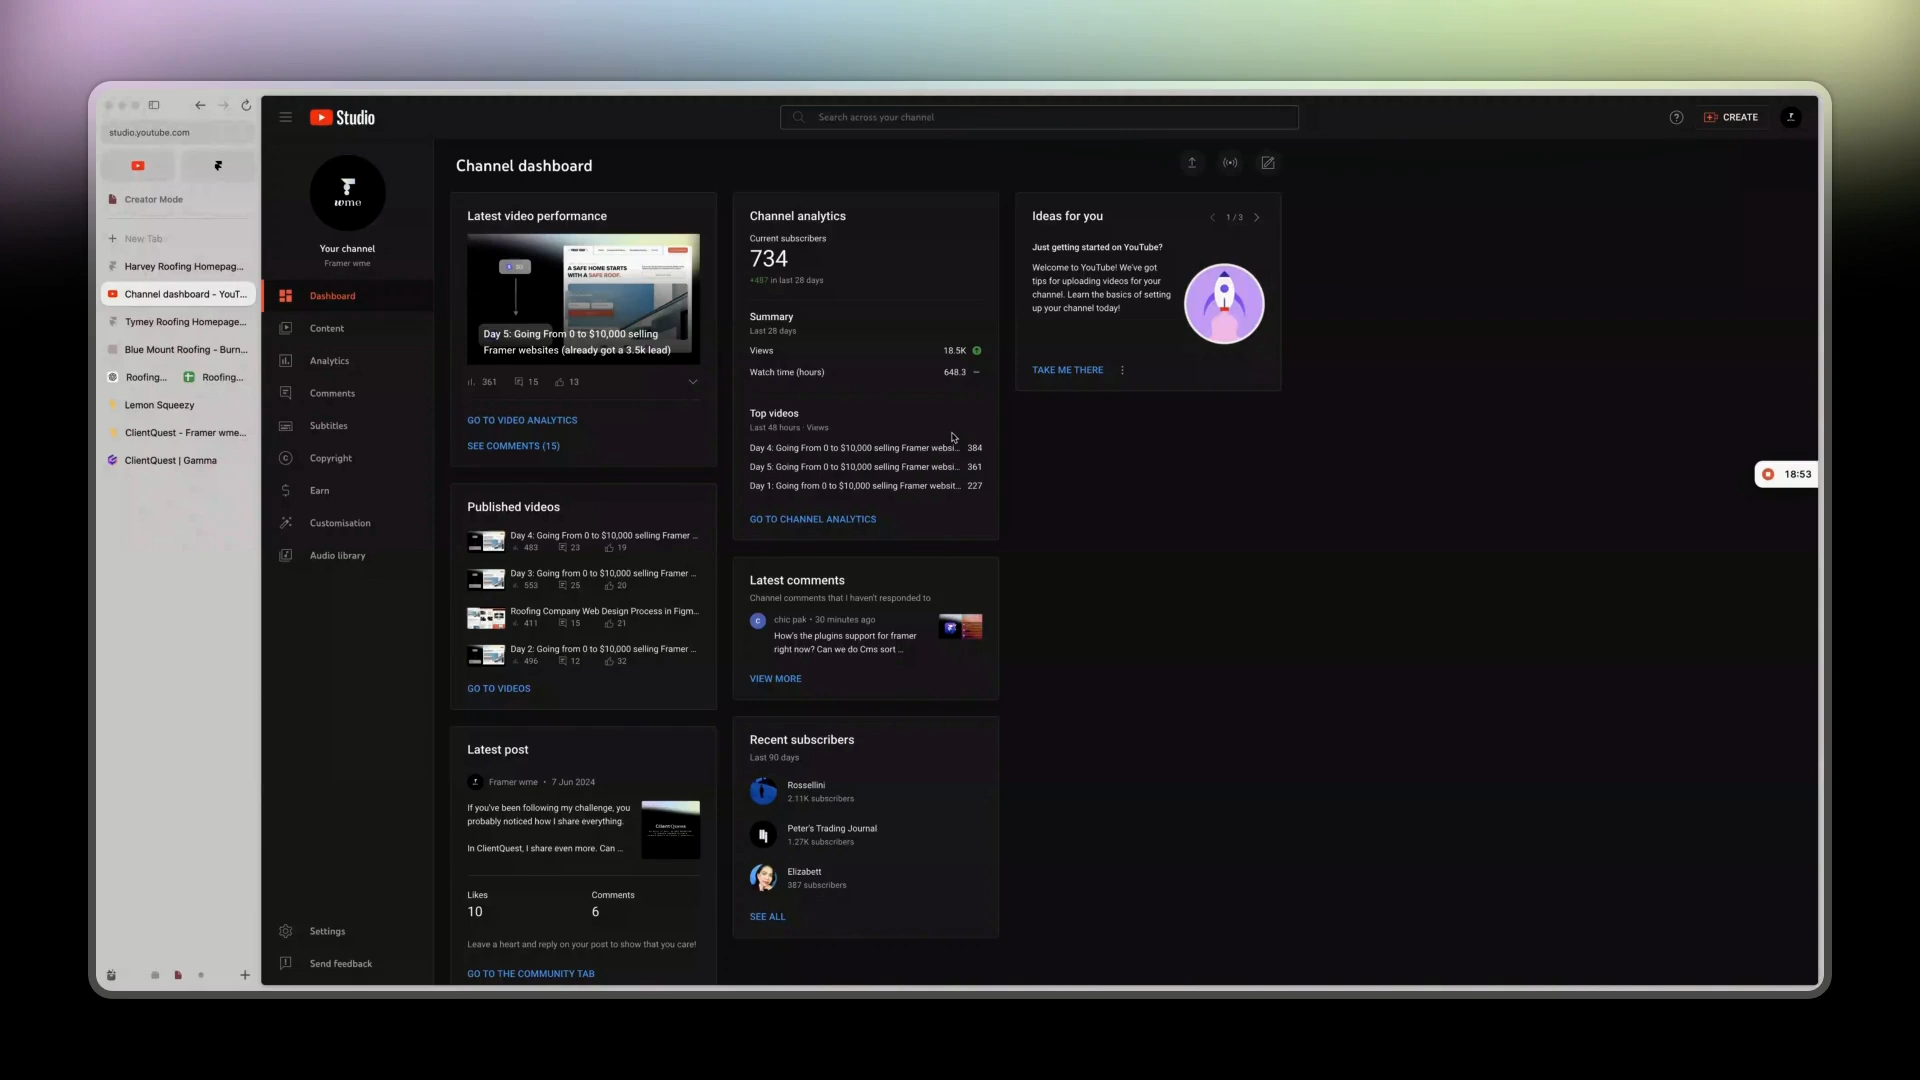 studio.youtube.com
Creator Mode
New Tab
Harvey Roofing Homepag...
Channel dashboard - YouT...
Tymey Roofing Homepage...
Blue Mount Roofing - Burn...
Roofing...
Roofing...
Lemon Squeezy
ClientQuest - Framer wme...
ClientQuest | Gamma
Studio
Search across your channel
CREATE
wme
Your channel
Framer wme
Dashboard
Content
Analytics
Comments
Subtitles
Copyright
Earn
Customisation
Audio library
Settings
Send feedback
Channel dashboard
Latest video performance
A SAFE HOME STARTS
WITH A SAFE ROOF.
Day 5: Going From 0 to $10,000 selling
Framer websites (already got a 3.5k lead)
361 15 13
GO TO VIDEO ANALYTICS
SEE COMMENTS (15)
Published videos
Day 4: Going From 0 to $10,000 selling Framer ...
483 23 19
Day 3: Going from 0 to $10,000 selling Framer ...
553 25 20
Roofing Company Web Design Process in Figm...
411 15 21
Day 2: Going from 0 to $10,000 selling Framer ...
496 12 32
GO TO VIDEOS
Latest post
Framer wme • 7 Jun 2024
If you've been following my challenge, you
probably noticed how I share everything.
In ClientQuest, I share even more. Can ...
ClientQuest
Likes
10
Comments
6
Leave a heart and reply on your post to show that you care!
GO TO THE COMMUNITY TAB
Channel analytics
Current subscribers
734
+487 in last 28 days
Summary
Last 28 days
Views 18.5K
Watch time (hours) 648.3 —
Top videos
Last 48 hours · Views
Day 4: Going From 0 to $10,000 selling Framer websi... 384
Day 5: Going From 0 to $10,000 selling Framer websi... 361
Day 1: Going from 0 to $10,000 selling Framer websit... 227
GO TO CHANNEL ANALYTICS
Latest comments
Channel comments that I haven't responded to
c
chic pak • 30 minutes ago
How's the plugins support for framer
right now? Can we do Cms sort ...
VIEW MORE
Recent subscribers
Last 90 days
Rossellini
2.11K subscribers
Peter's Trading Journal
1.27K subscribers
Elizabett
387 subscribers
SEE ALL
Ideas for you
1 / 3
Just getting started on YouTube?
Welcome to YouTube! We've got
tips for uploading videos for your
channel. Learn the basics of setting
up your channel today!
TAKE ME THERE
18:53